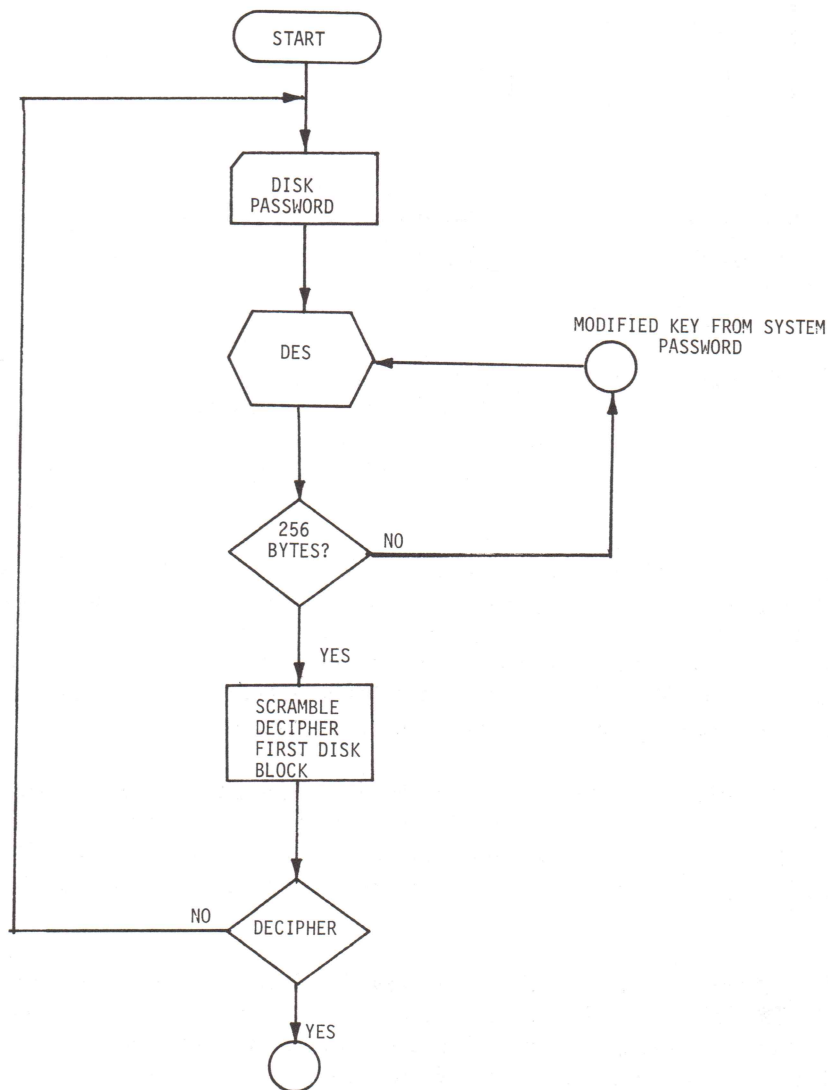 START
DISK
PASSWORD
DES
MODIFIED KEY FROM SYSTEM
PASSWORD
256
BYTES?
NO
YES
SCRAMBLE
DECIPHER
FIRST DISK
BLOCK
NO
DECIPHER
YES